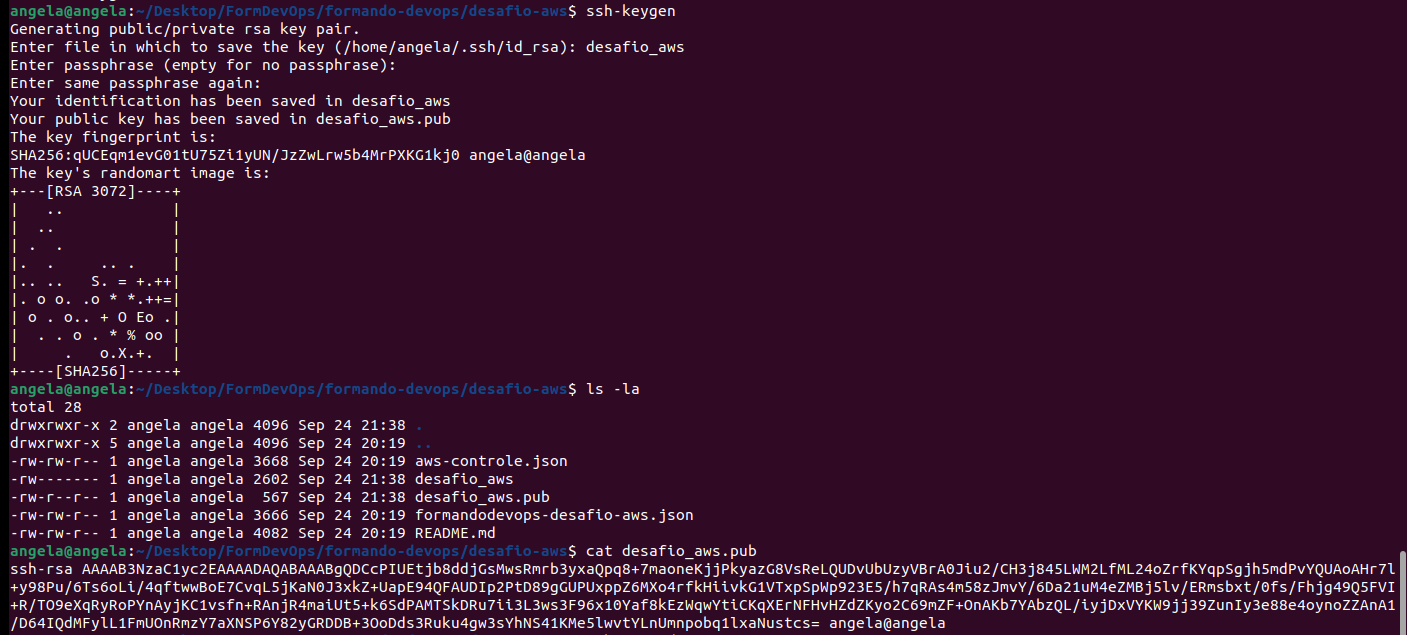 angela@angela:~/Desktop/FormDevOps/formando-devops/desafio-aws$ ssh-keygen
Generating public/private rsa key pair.
Enter file in which to save the key (/home/angela/.ssh/id_rsa): desafio_aws
Enter passphrase (empty for no passphrase):
Enter same passphrase again:
Your identification has been saved in desafio_aws
Your public key has been saved in desafio_aws.pub
The key fingerprint is:
SHA256:qUCEqm1evG01tU75Zi1yUN/JzZwLrw5b4MrPXKG1kj0 angela@angela
The key's randomart image is:
+---[RSA 3072]----+
|   ..            |
|  ..             |
| .  .            |
|.  .     .. .    |
|.. ..   S. = +.++|
|. o o. .o * *.++=|
| o . o.. + O Eo .|
|  . . o . * % oo |
|     .   o.X.+.  |
+----[SHA256]-----+
angela@angela:~/Desktop/FormDevOps/formando-devops/desafio-aws$ ls -la
total 28
drwxrwxr-x 2 angela angela 4096 Sep 24 21:38 .
drwxrwxr-x 5 angela angela 4096 Sep 24 20:19 ..
-rw-rw-r-- 1 angela angela 3668 Sep 24 20:19 aws-controle.json
-rw------- 1 angela angela 2602 Sep 24 21:38 desafio_aws
-rw-r--r-- 1 angela angela  567 Sep 24 21:38 desafio_aws.pub
-rw-rw-r-- 1 angela angela 3666 Sep 24 20:19 formandodevops-desafio-aws.json
-rw-rw-r-- 1 angela angela 4082 Sep 24 20:19 README.md
angela@angela:~/Desktop/FormDevOps/formando-devops/desafio-aws$ cat desafio_aws.pub
ssh-rsa AAAAB3NzaC1yc2EAAAADAQABAAABgQDCcPIUEtjb8ddjGsMwsRmrb3yxaQpq8+7maoneKjjPkyazG8VsReLQUDvUbUzyVBrA0Jiu2/CH3j845LWM2LfML24oZrfKYqpSgjh5mdPvYQUAoAHr7l
+y98Pu/6Ts6oLi/4qftwwBoE7CvqL5jKaN0J3xkZ+UapE94QFAUDIp2PtD89gGUPUxppZ6MXo4rfkHiivkG1VTxpSpWp923E5/h7qRAs4m58zJmvY/6Da21uM4eZMBj5lv/ERmsbxt/0fs/Fhjg49Q5FVI
+R/TO9eXqRyRoPYnAyjKC1vsfn+RAnjR4maiUt5+k6SdPAMTSkDRu7ii3L3ws3F96x10Yaf8kEzWqwYtiCKqXErNFHvHZdZKyo2C69mZF+OnAKb7YAbzQL/iyjDxVYKW9jj39ZunIy3e88e4oynoZZAnA1
/D64IQdMFylL1FmUOnRmzY7aXNSP6Y82yGRDDB+3OoDds3Ruku4gw3sYhNS41KMe5lwvtYLnUmnpobq1lxaNustcs= angela@angela